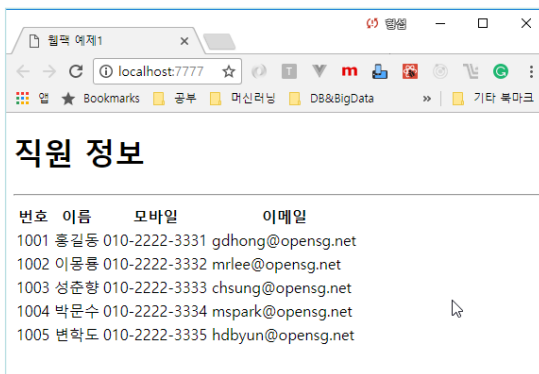 형섭
웹팩 예제1
localhost:7777
앱 Bookmarks 공부 머신러닝 DB&BigData » 기타 북마크
직원 정보
번호 이름 모바일 이메일
1001 홍길동 010-2222-3331 gdhong@opensg.net
1002 이몽룡 010-2222-3332 mrlee@opensg.net
1003 성춘향 010-2222-3333 chsung@opensg.net
1004 박문수 010-2222-3334 mspark@opensg.net
1005 변학도 010-2222-3335 hdbyun@opensg.net